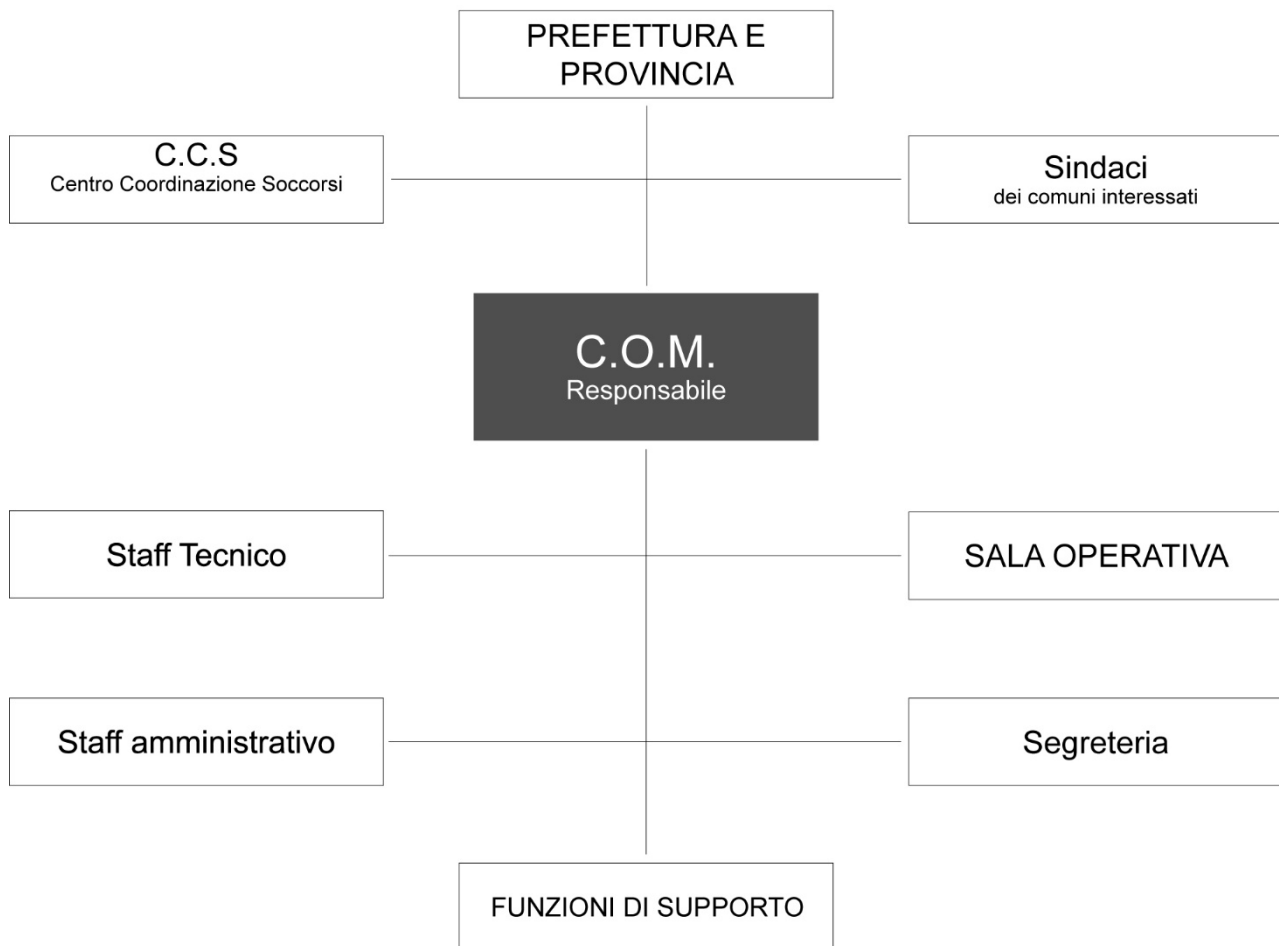 PREFETTURA E
PROVINCIA
C.C.S
Centro Coordinazione Soccorsi
Sindaci
dei comuni interessati
C.O.M.
Responsabile
Staff Tecnico
SALA OPERATIVA
Staff amministrativo
Segreteria
FUNZIONI DI SUPPORTO